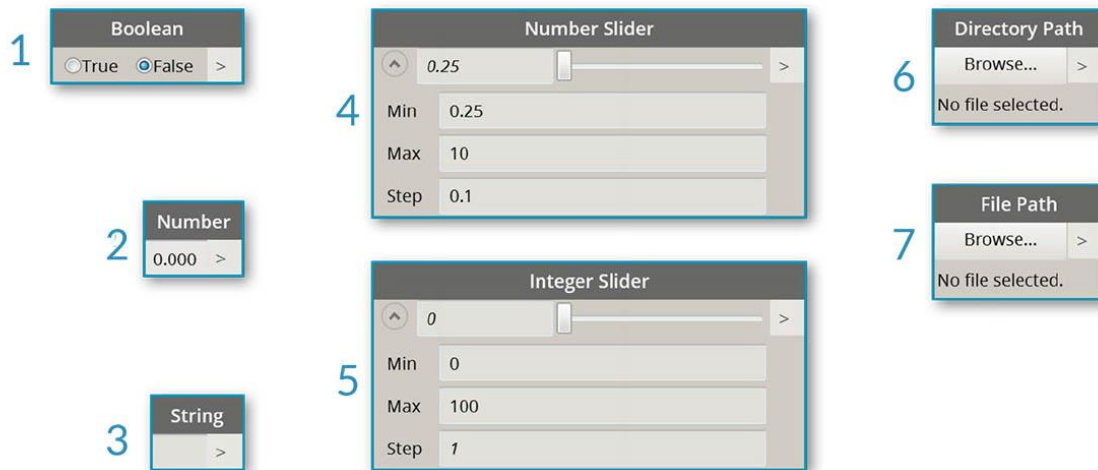 1
Boolean
True False >
2
Number
0.000 >
3
String
>
4
Number Slider
0.25 >
Min 0.25
Max 10
Step 0.1
5
Integer Slider
0 >
Min 0
Max 100
Step 1
6
Directory Path
Browse... >
No file selected.
7
File Path
Browse... >
No file selected.